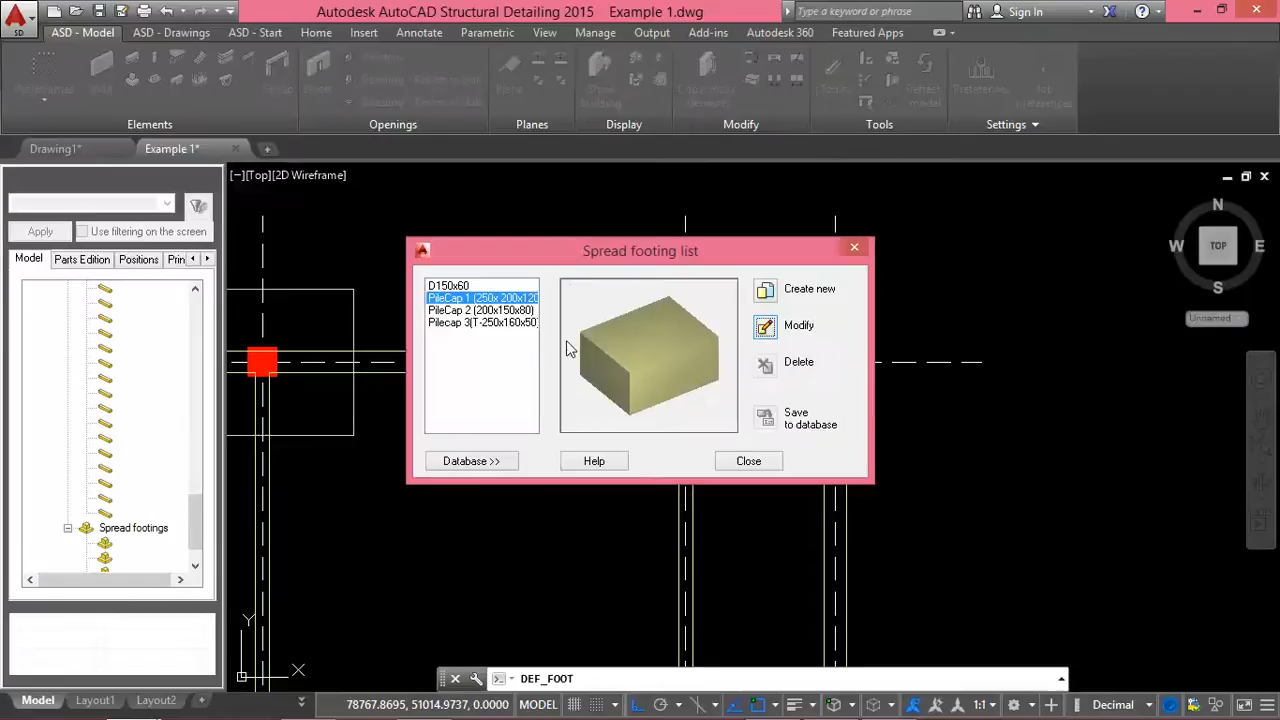 Autodesk AutoCAD Structural Detailing 2015 Example 1.dwg
Type a keyword or phrase
Sign In
SD
ASD - Model
ASD - Drawings
ASD - Start
Home
Insert
Annotate
Parametric
View
Manage
Output
Add-ins
Autodesk 360
Featured Apps
Elements
Openings
Planes
Display
Modify
Tools
Settings
Drawing1*
Example 1*
[−][Top][2D Wireframe]
Apply
Use filtering on the screen
Model
Parts Edition
Positions
Prin
Spread footings
Spread footing list
D150x60
PileCap 1 (250x 200x120
PileCap 2 (200x150x80)
Pilecap 3(T-250x160x50)
Create new
Modify
Delete
Save
to database
Database >>
Help
Close
N
W
TOP
E
S
Unnamed
Y
X
DEF_FOOT
Model
Layout1
Layout2
+
78767.8695, 51014.9737, 0.0000
MODEL
1:1
Decimal